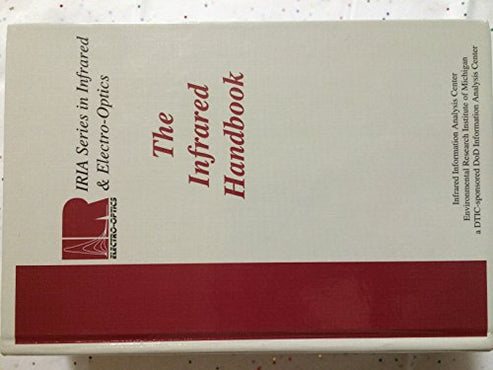 IRIA Series in Infrared
& Electro-Optics
IR
ELECTRO-OPTICS
The
Infrared
Handbook
Infrared Information Analysis Center
Environmental Research Institute of Michigan
a DTIC-sponsored DoD Information Analysis Center